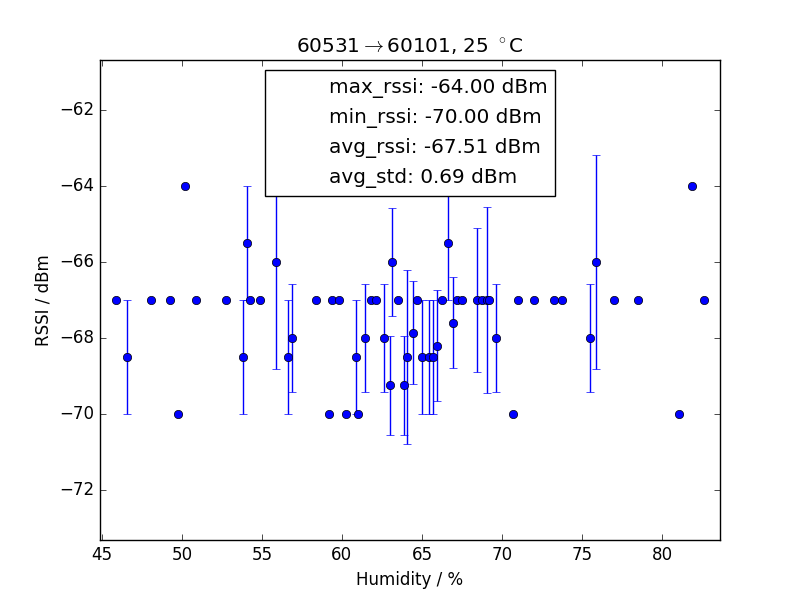 60531→60101, 25 °C
max_rssi: -64.00 dBm
min_rssi: -70.00 dBm
avg_rssi: -67.51 dBm
avg_std: 0.69 dBm
RSSI / dBm
−62
−64
−66
−68
−70
−72
45 50 55 60 65 70 75 80
Humidity / %